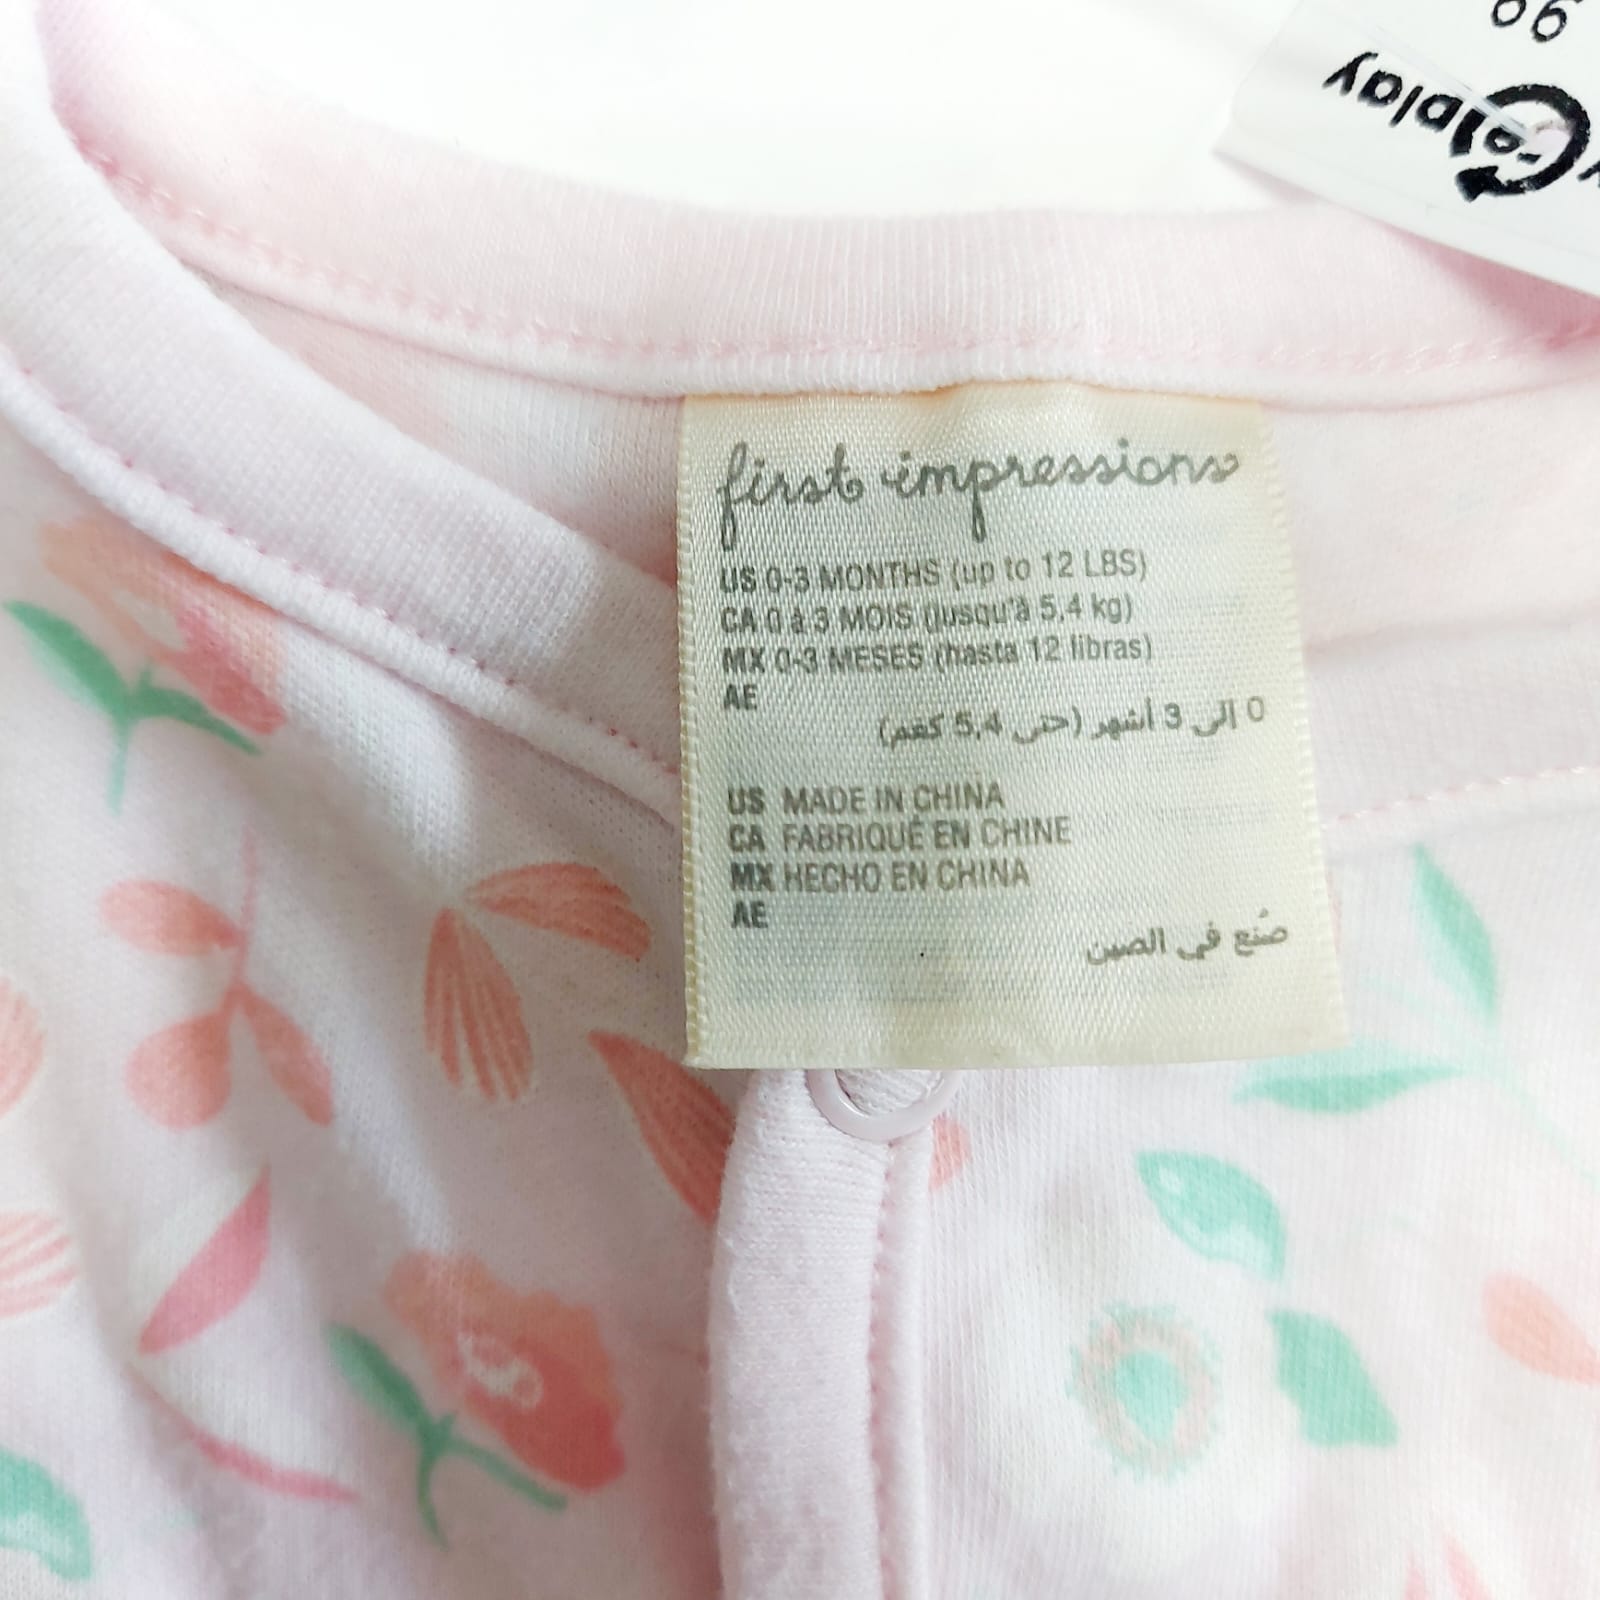 first impressions
US 0-3 MONTHS (up to 12 LBS)
CA 0 à 3 MOIS (jusqu'à 5,4 kg)
MX 0-3 MESES (hasta 12 libras)
AE
0 إلى 3 أشهر (حتى 5,4 كغم)
US MADE IN CHINA
CA FABRIQUÉ EN CHINE
MX HECHO EN CHINA
AE
صُنع في الصين